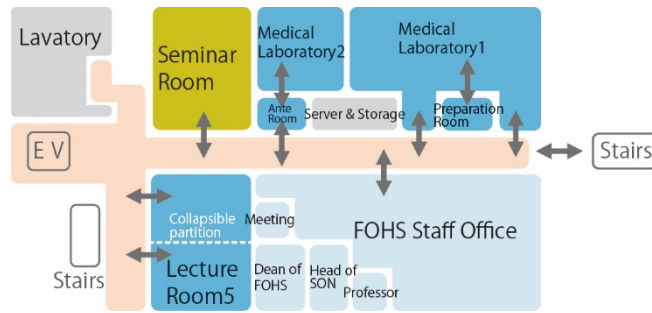 Lavatory
Seminar
Room
Medical
Laboratory2
Medical
Laboratory1
Ante
Room
Server & Storage
Preparation
Room
E V
Stairs
Stairs
Collapsible
partition
Lecture
Room5
Meeting
FOHS Staff Office
Dean of
FOHS
Head of
SON
Professor